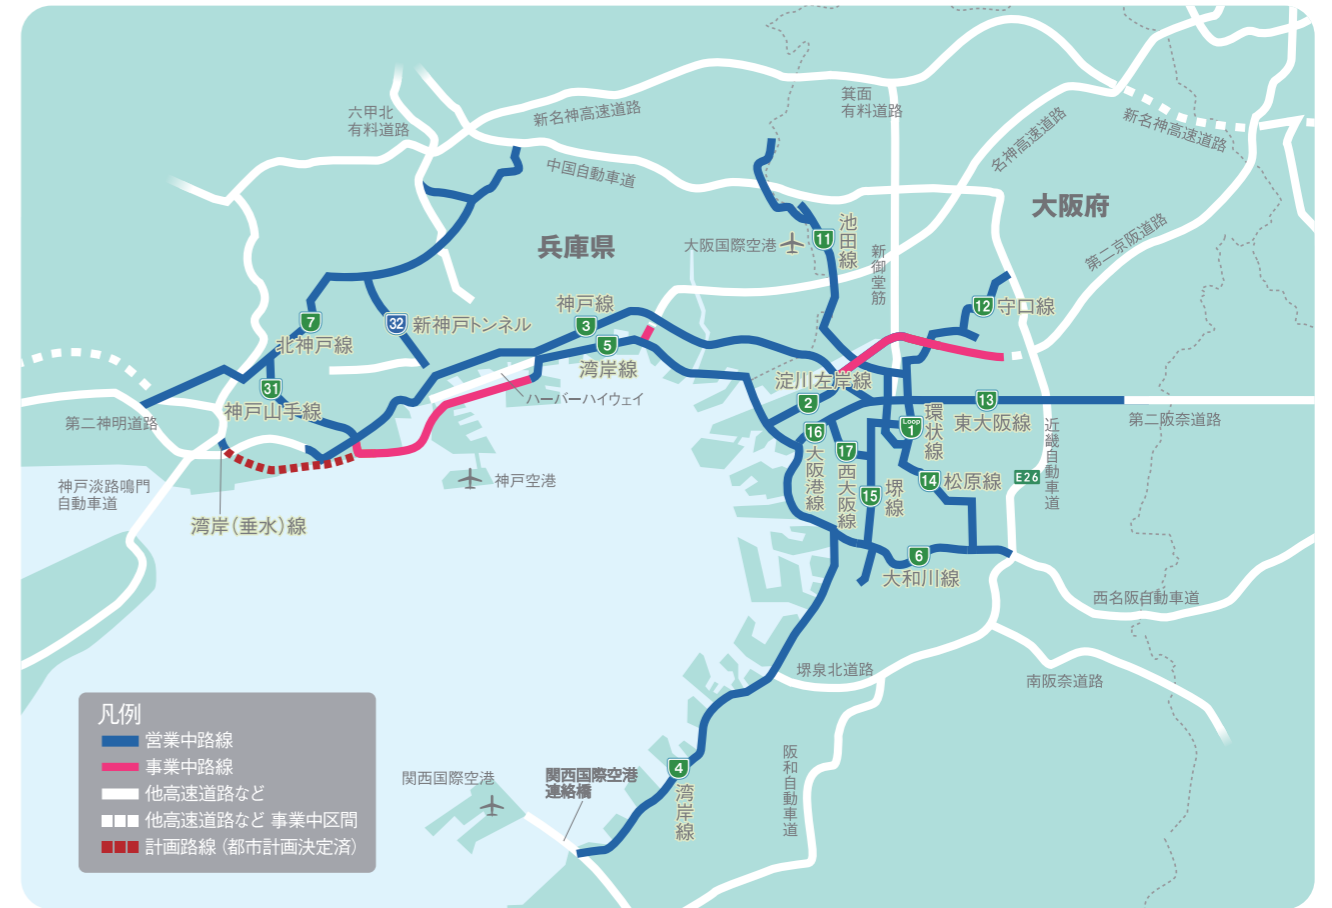 六甲北
有料道路
新名神高速道路
箕面
有料道路
名神高速道路
新名神高速道路
中国自動車道
大阪府
兵庫県
大阪国際空港
11
池田線
新御堂筋
第二京阪道路
神戸線
3
12
守口線
7
北神戸線
32
新神戸トンネル
5
湾岸線
31
神戸山手線
淀川左岸線
2
ハーバーハイウェイ
13
東大阪線
第二阪奈道路
第二神明道路
16
大阪港線
17
西大阪線
Loop
1
環状線
近畿自動車道
E26
14
松原線
15
堺線
神戸淡路鳴門
自動車道
神戸空港
湾岸(垂水)線
6
大和川線
西名阪自動車道
堺泉北道路
南阪奈道路
阪和自動車道
関西国際空港
関西国際空港
連絡橋
4
湾岸線
凡例
営業中路線
事業中路線
他高速道路など
他高速道路など 事業中区間
計画路線(都市計画決定済)